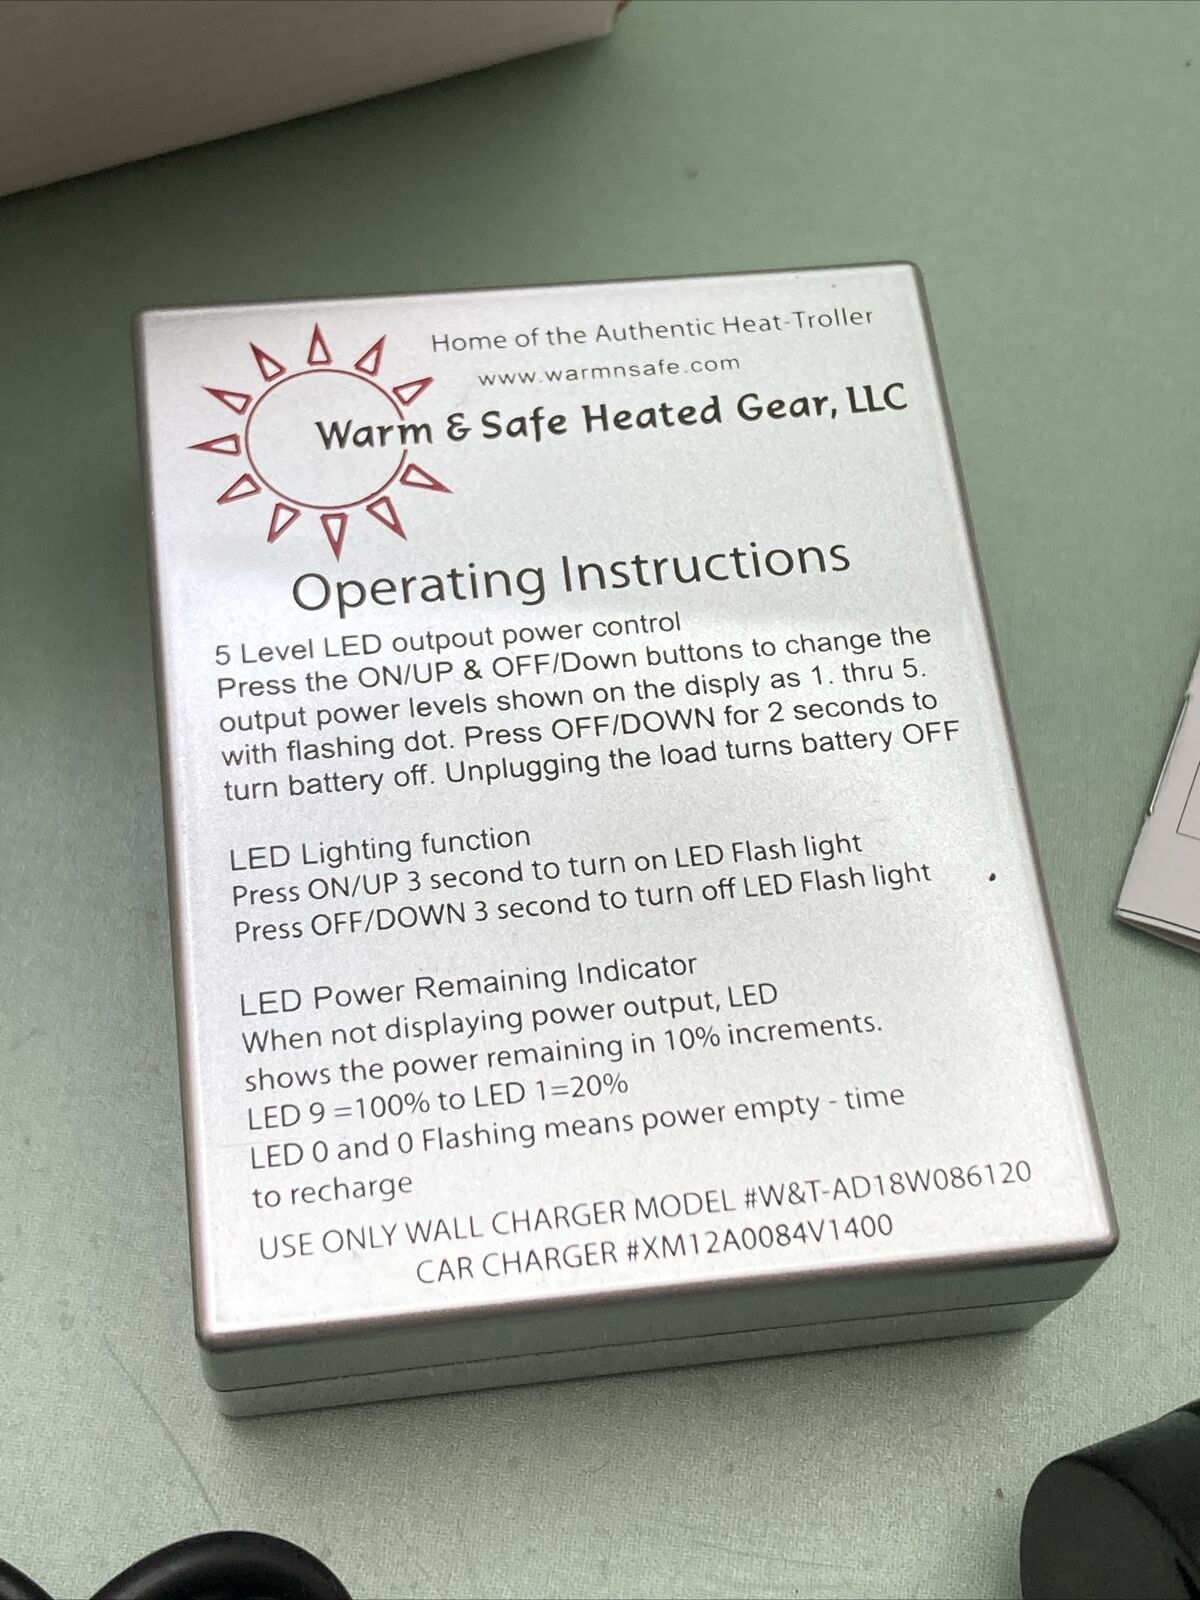 Home of the Authentic Heat-Troller
www.warmnsafe.com
Warm & Safe Heated Gear, LLC
Operating Instructions
5 Level LED outpout power control
Press the ON/UP & OFF/Down buttons to change the
output power levels shown on the disply as 1. thru 5.
with flashing dot. Press OFF/DOWN for 2 seconds to
turn battery off. Unplugging the load turns battery OFF
LED Lighting function
Press ON/UP 3 second to turn on LED Flash light
Press OFF/DOWN 3 second to turn off LED Flash light
LED Power Remaining Indicator
When not displaying power output, LED
shows the power remaining in 10% increments.
LED 9 =100% to LED 1=20%
LED 0 and 0 Flashing means power empty - time
to recharge
USE ONLY WALL CHARGER MODEL #W&T-AD18W086120
CAR CHARGER #XM12A0084V1400